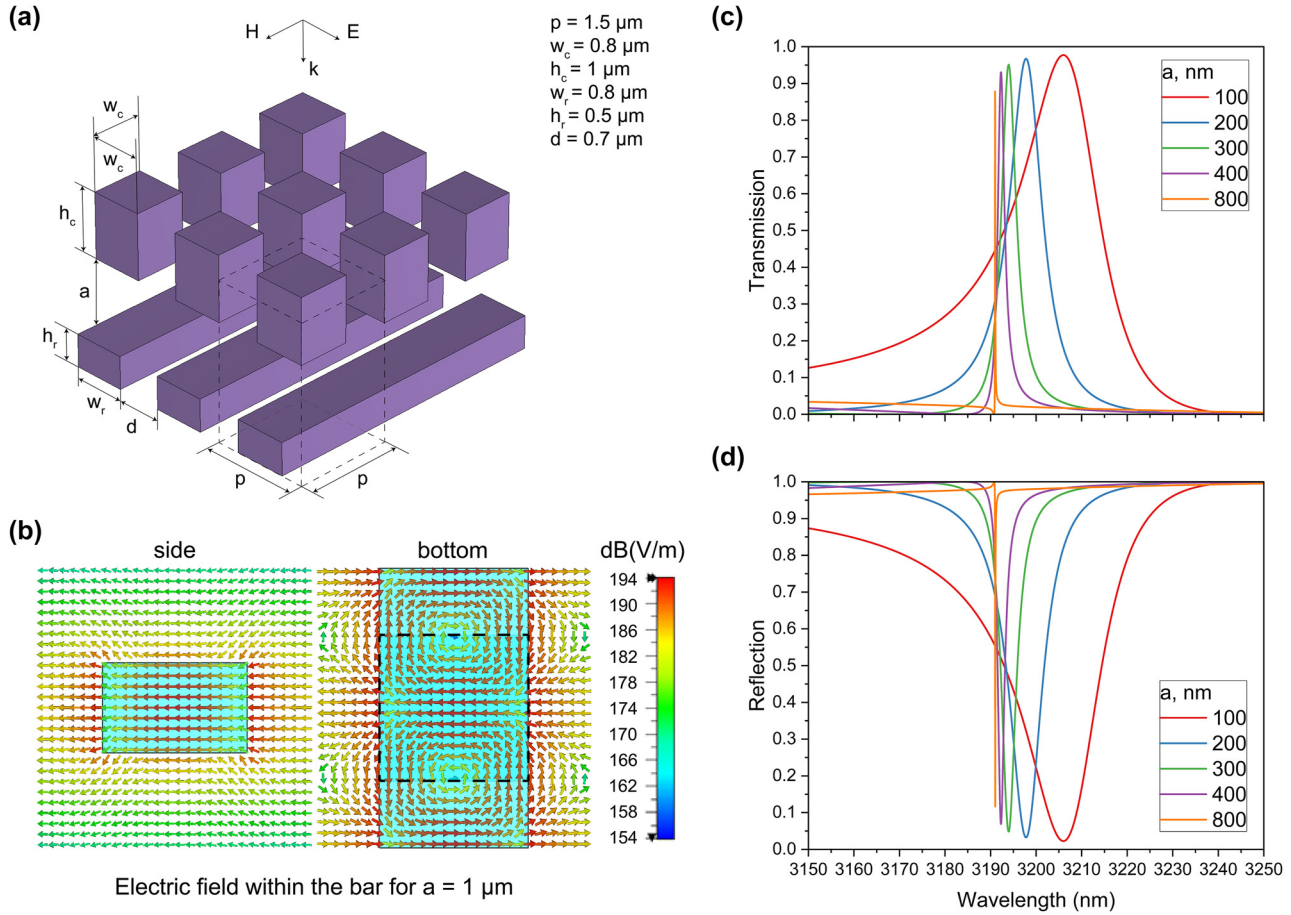 (a)
H
E
k
p = 1.5 µm
w_c = 0.8 µm
h_c = 1 µm
w_r = 0.8 µm
h_r = 0.5 µm
d = 0.7 µm
w_c
w_c
h_c
a
h_r
w_r
d
p
p
(b)
side
bottom
dB(V/m)
194
190
186
182
178
174
170
166
162
158
154
Electric field within the bar for a = 1 µm
(c)
Transmission
1.0
0.9
0.8
0.7
0.6
0.5
0.4
0.3
0.2
0.1
0.0
a, nm
100
200
300
400
800
(d)
Reflection
1.0
0.9
0.8
0.7
0.6
0.5
0.4
0.3
0.2
0.1
0.0
a, nm
100
200
300
400
800
3150 3160 3170 3180 3190 3200 3210 3220 3230 3240 3250
Wavelength (nm)